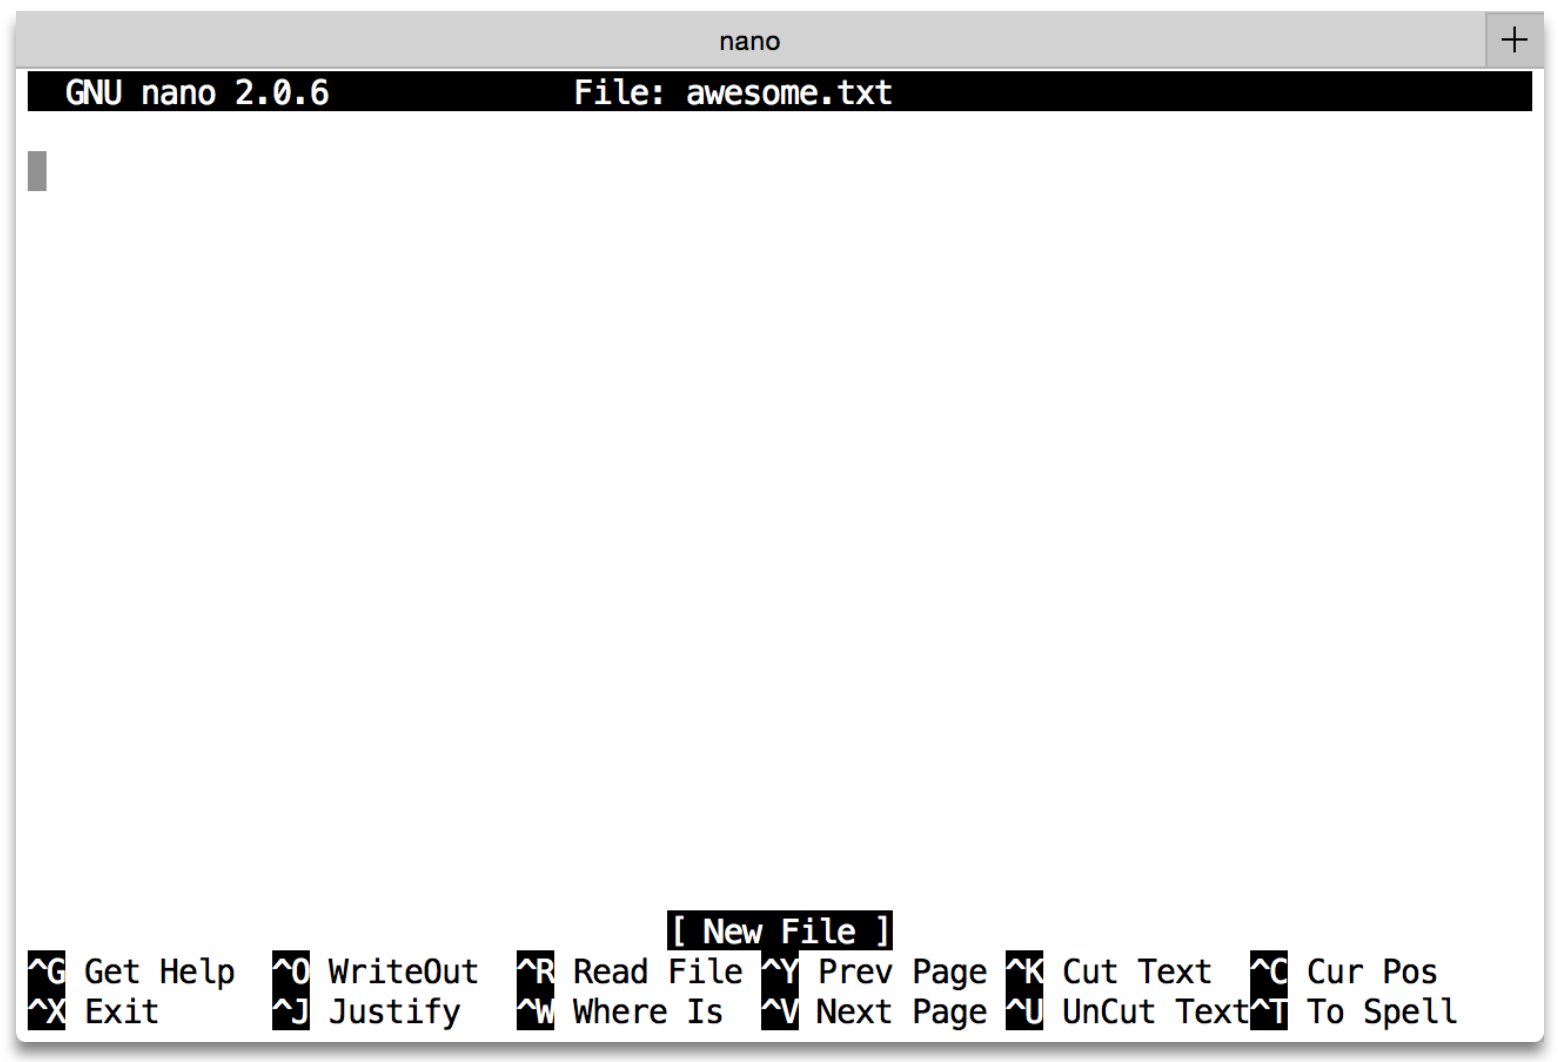 nano +
GNU nano 2.0.6 File: awesome.txt
[ New File ]
^G Get Help ^O WriteOut ^R Read File ^Y Prev Page ^K Cut Text ^C Cur Pos
^X Exit ^J Justify ^W Where Is ^V Next Page ^U UnCut Text^T To Spell